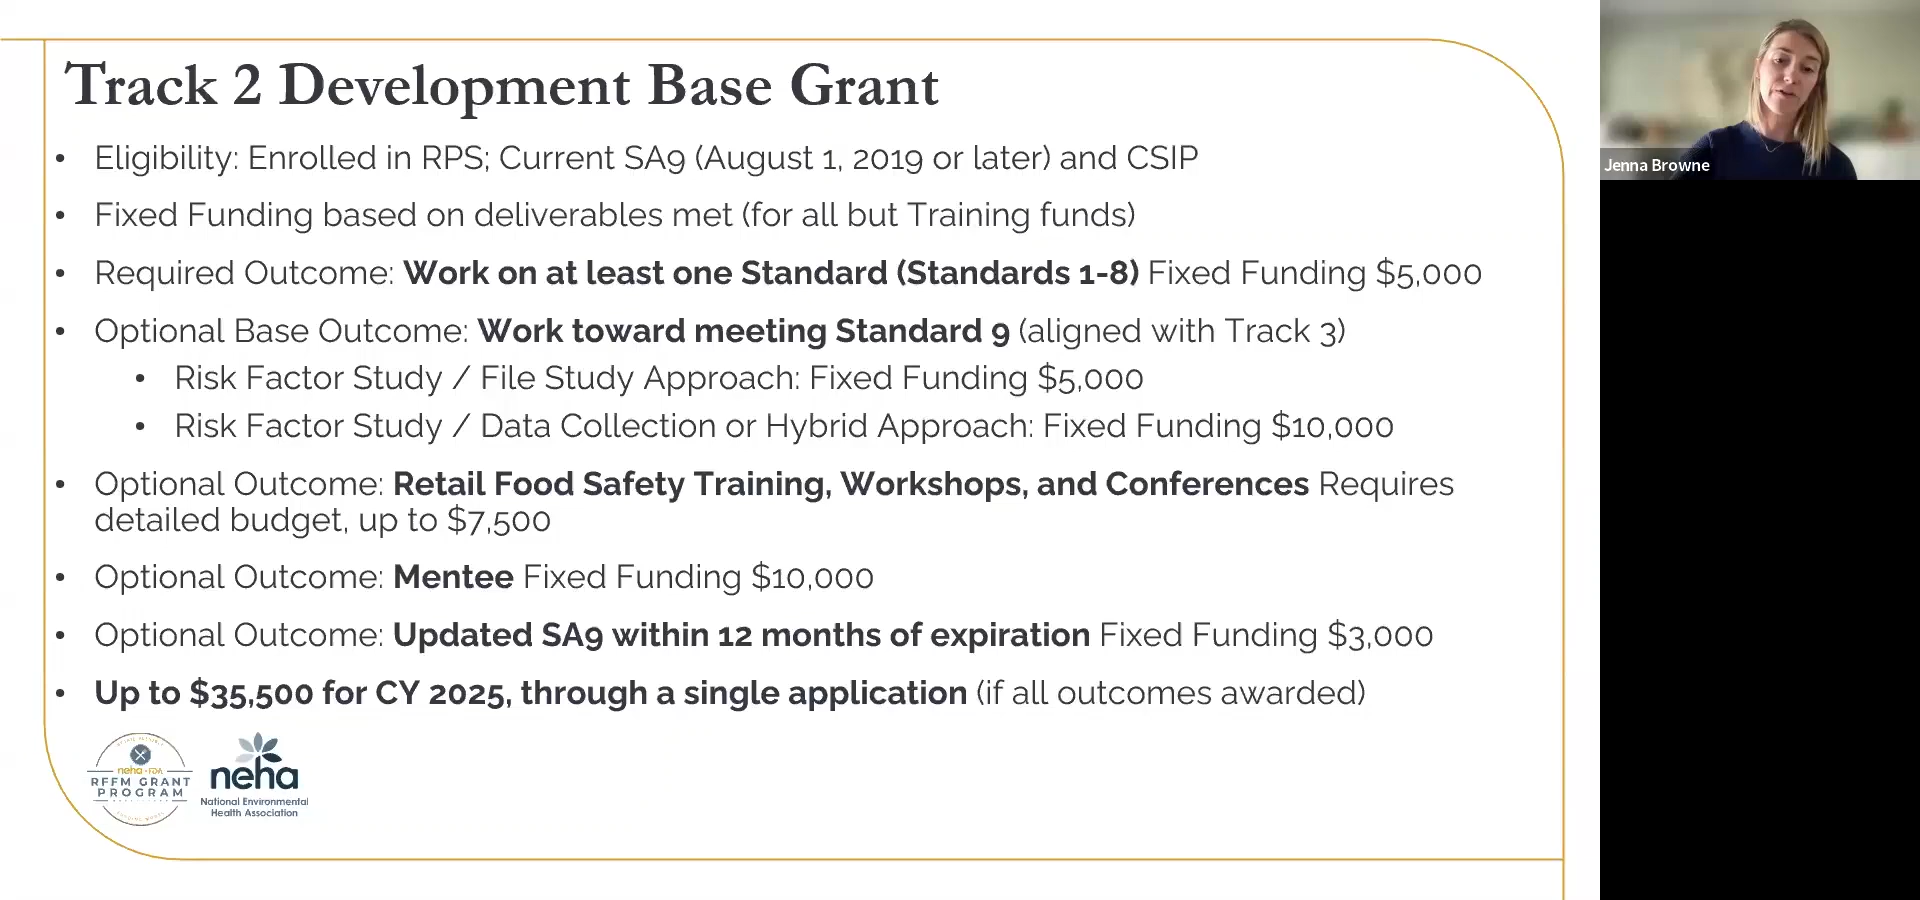 Track 2 Development Base Grant
• Eligibility: Enrolled in RPS; Current SA9 (August 1, 2019 or later) and CSIP
• Fixed Funding based on deliverables met (for all but Training funds)
• Required Outcome: Work on at least one Standard (Standards 1-8) Fixed Funding $5,000
• Optional Base Outcome: Work toward meeting Standard 9 (aligned with Track 3)
• Risk Factor Study / File Study Approach: Fixed Funding $5,000
• Risk Factor Study / Data Collection or Hybrid Approach: Fixed Funding $10,000
• Optional Outcome: Retail Food Safety Training, Workshops, and Conferences Requires
detailed budget, up to $7,500
• Optional Outcome: Mentee Fixed Funding $10,000
• Optional Outcome: Updated SA9 within 12 months of expiration Fixed Funding $3,000
• Up to $35,500 for CY 2025, through a single application (if all outcomes awarded)
neha • FDA
RFFM GRANT
PROGRAM
neha
National Environmental
Health Association
Jenna Browne